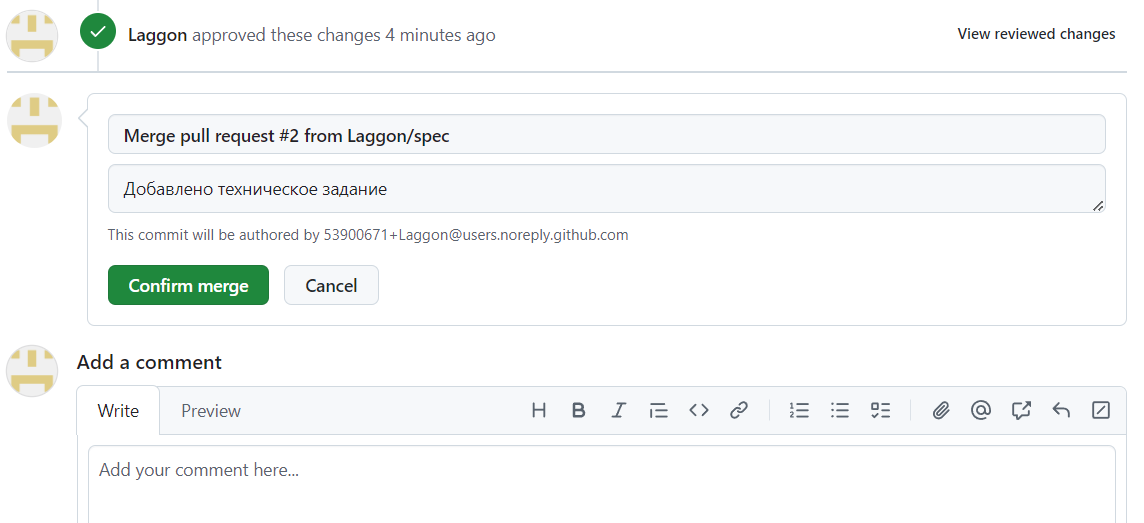 Laggon approved these changes 4 minutes ago
View reviewed changes
Merge pull request #2 from Laggon/spec
Добавлено техническое задание
This commit will be authored by 53900671+Laggon@users.noreply.github.com
Confirm merge
Cancel
Add a comment
Write
Preview
Add your comment here...